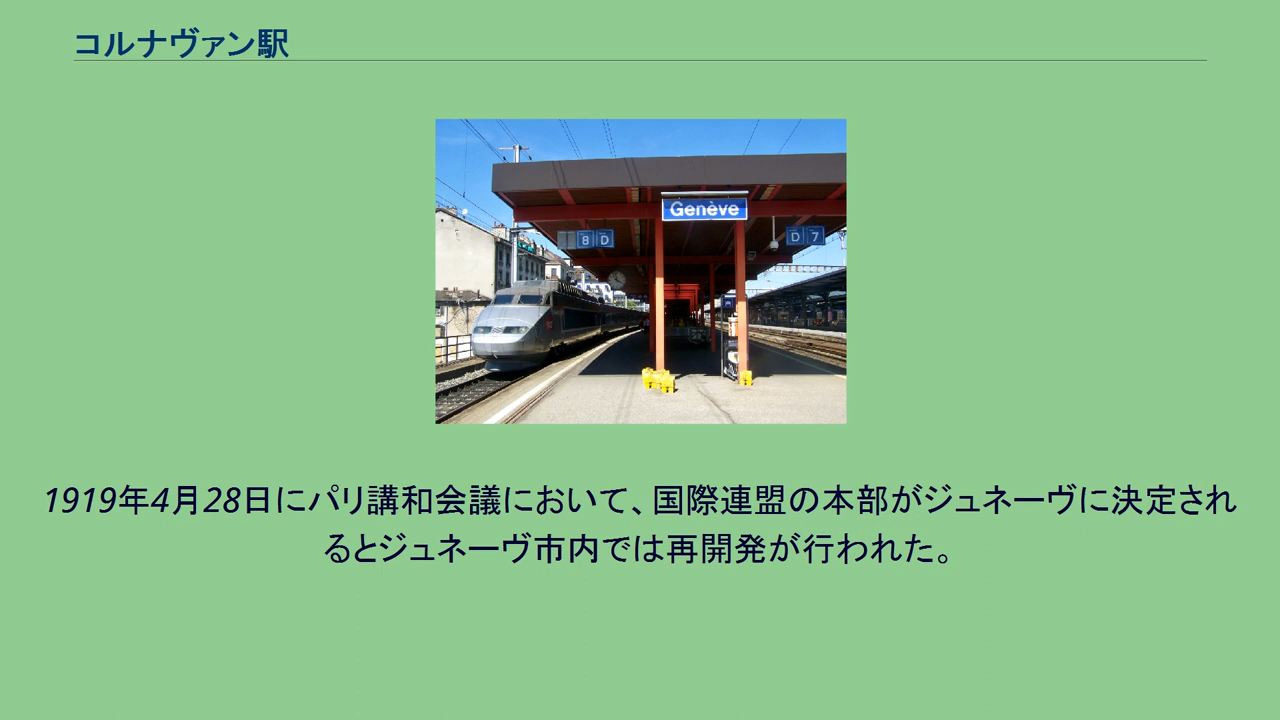 コルナヴァン駅
Genève
8 D
D 7
1919年4月28日にパリ講和会議において、国際連盟の本部がジュネーヴに決定され
るとジュネーヴ市内では再開発が行われた。